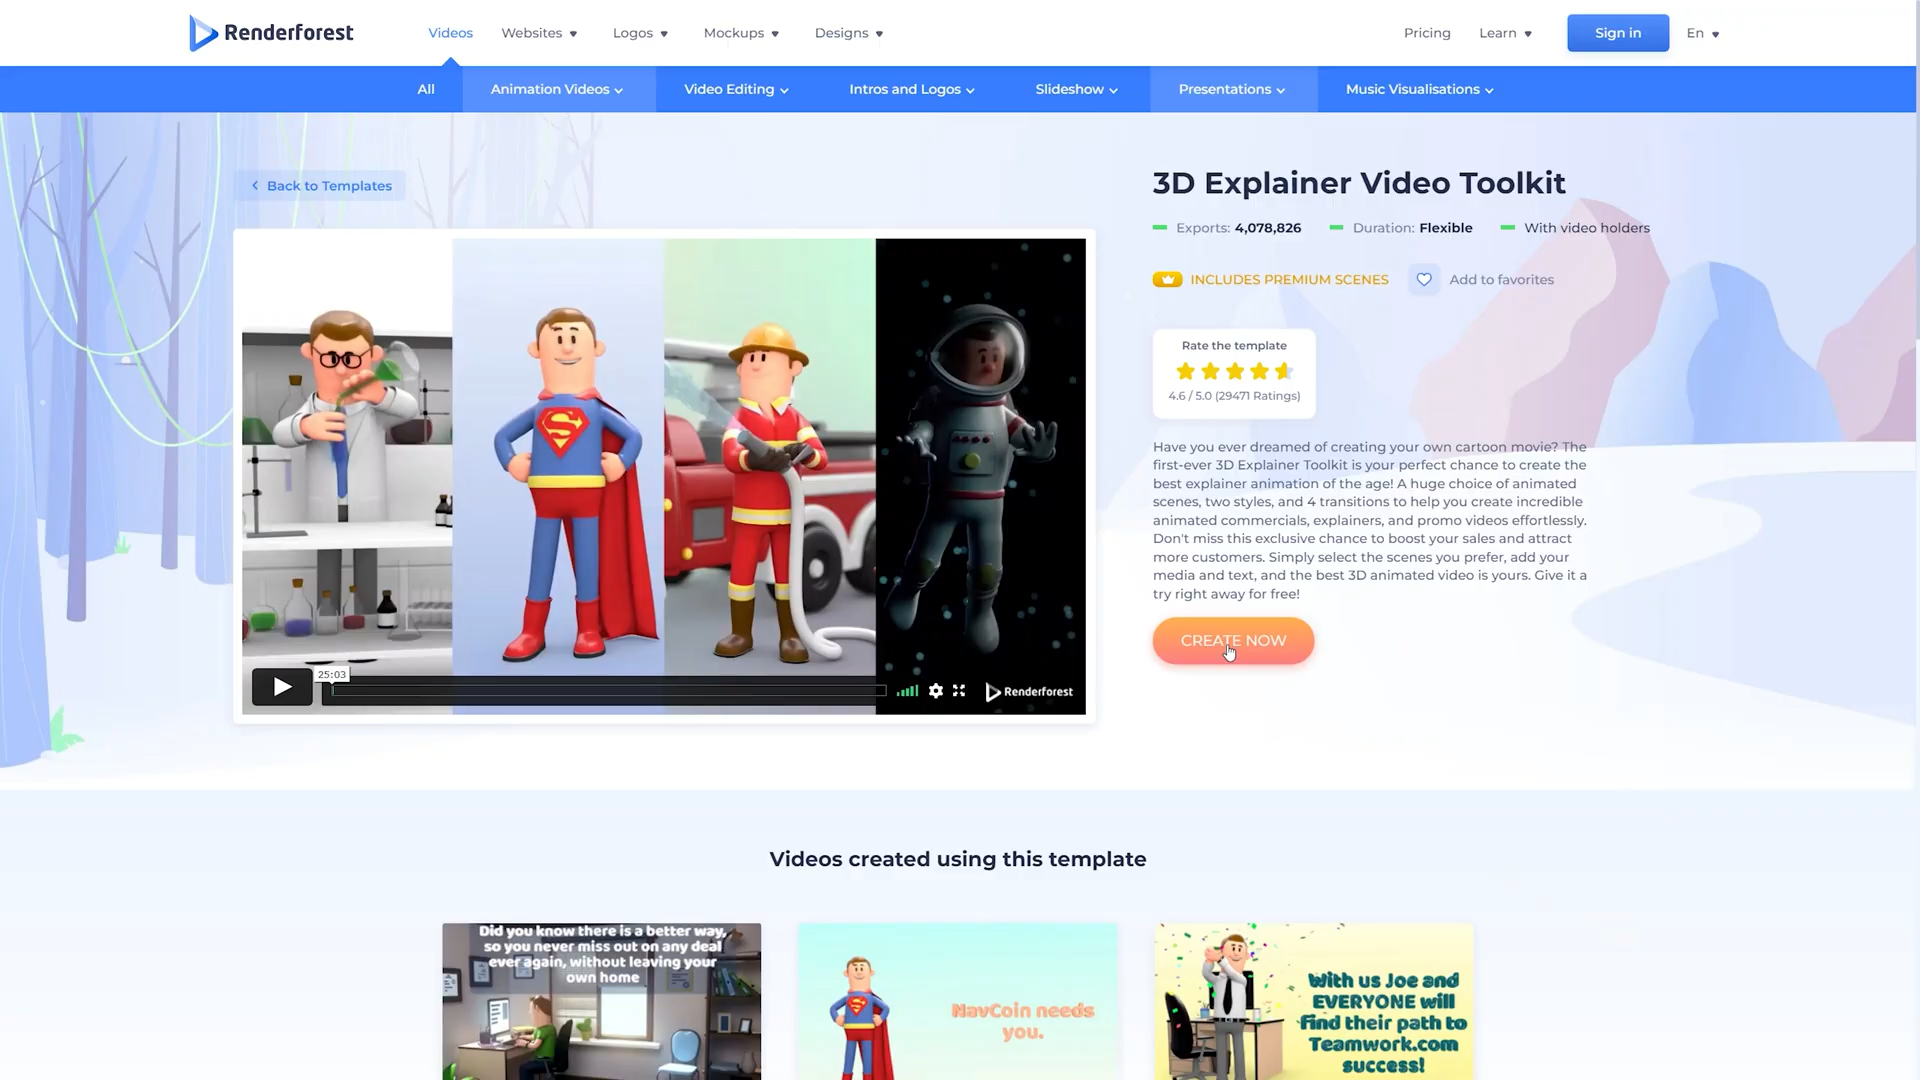 Renderforest
Videos
Websites
Logos
Mockups
Designs
Pricing
Learn
Sign in
En
All
Animation Videos
Video Editing
Intros and Logos
Slideshow
Presentations
Music Visualisations
Back to Templates
3D Explainer Video Toolkit
Exports: 4,078,826
Duration: Flexible
With video holders
INCLUDES PREMIUM SCENES
Add to favorites
Rate the template
4.6 / 5.0 (29471 Ratings)
Have you ever dreamed of creating your own cartoon movie? The
first-ever 3D Explainer Toolkit is your perfect chance to create the
best explainer animation of the age! A huge choice of animated
scenes, two styles, and 4 transitions to help you create incredible
animated commercials, explainers, and promo videos effortlessly.
Don't miss this exclusive chance to boost your sales and attract
more customers. Simply select the scenes you prefer, add your
media and text, and the best 3D animated video is yours. Give it a
try right away for free!
CREATE NOW
S
25:03
Renderforest
Videos created using this template
Did you know there is a better way,
so you never miss out on any deal
ever again, without leaving your
own home
S
NavCoin needs
you.
With us Joe and
EVERYONE will
find their path to
Teamwork.com
success!